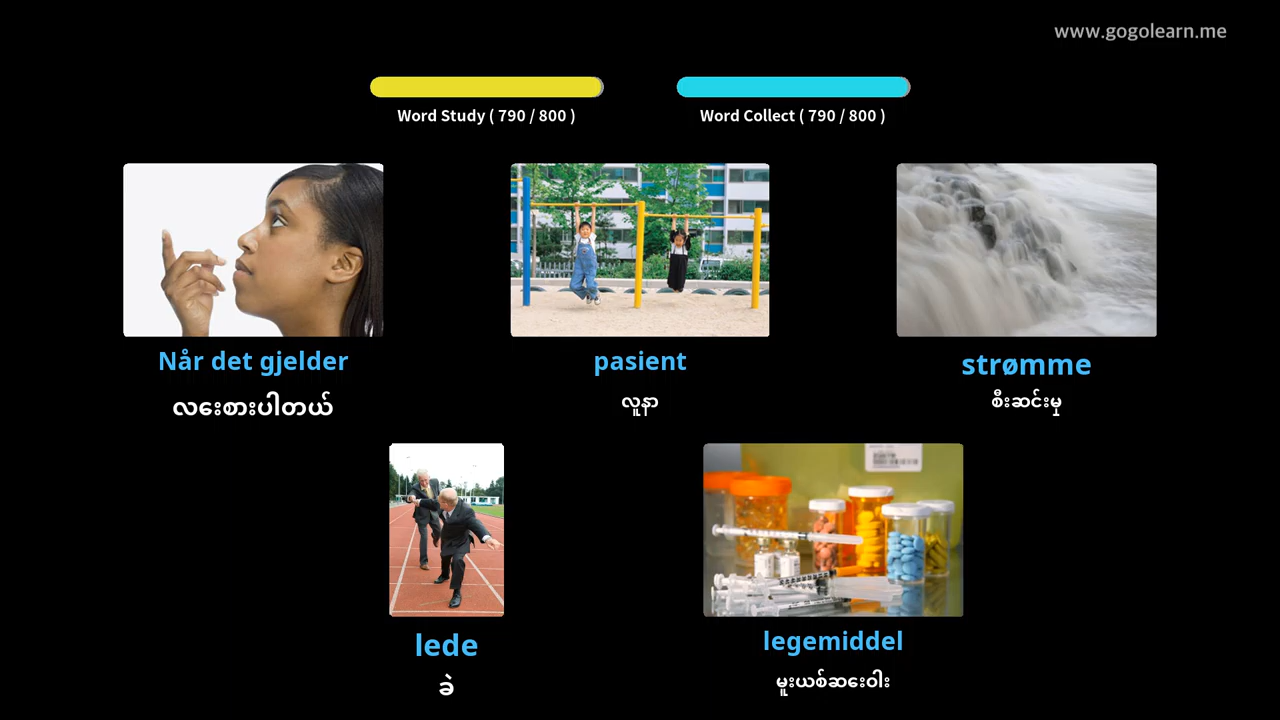 www.gogolearn.me
Word Study ( 790 / 800 )
Word Collect ( 790 / 800 )
Når det gjelder
pasient
strømme
လေးစားပါတယ်
လူနာ
စီးဆင်းမှု
lede
legemiddel
ခဲ
မူးယစ်ဆေးဝါး